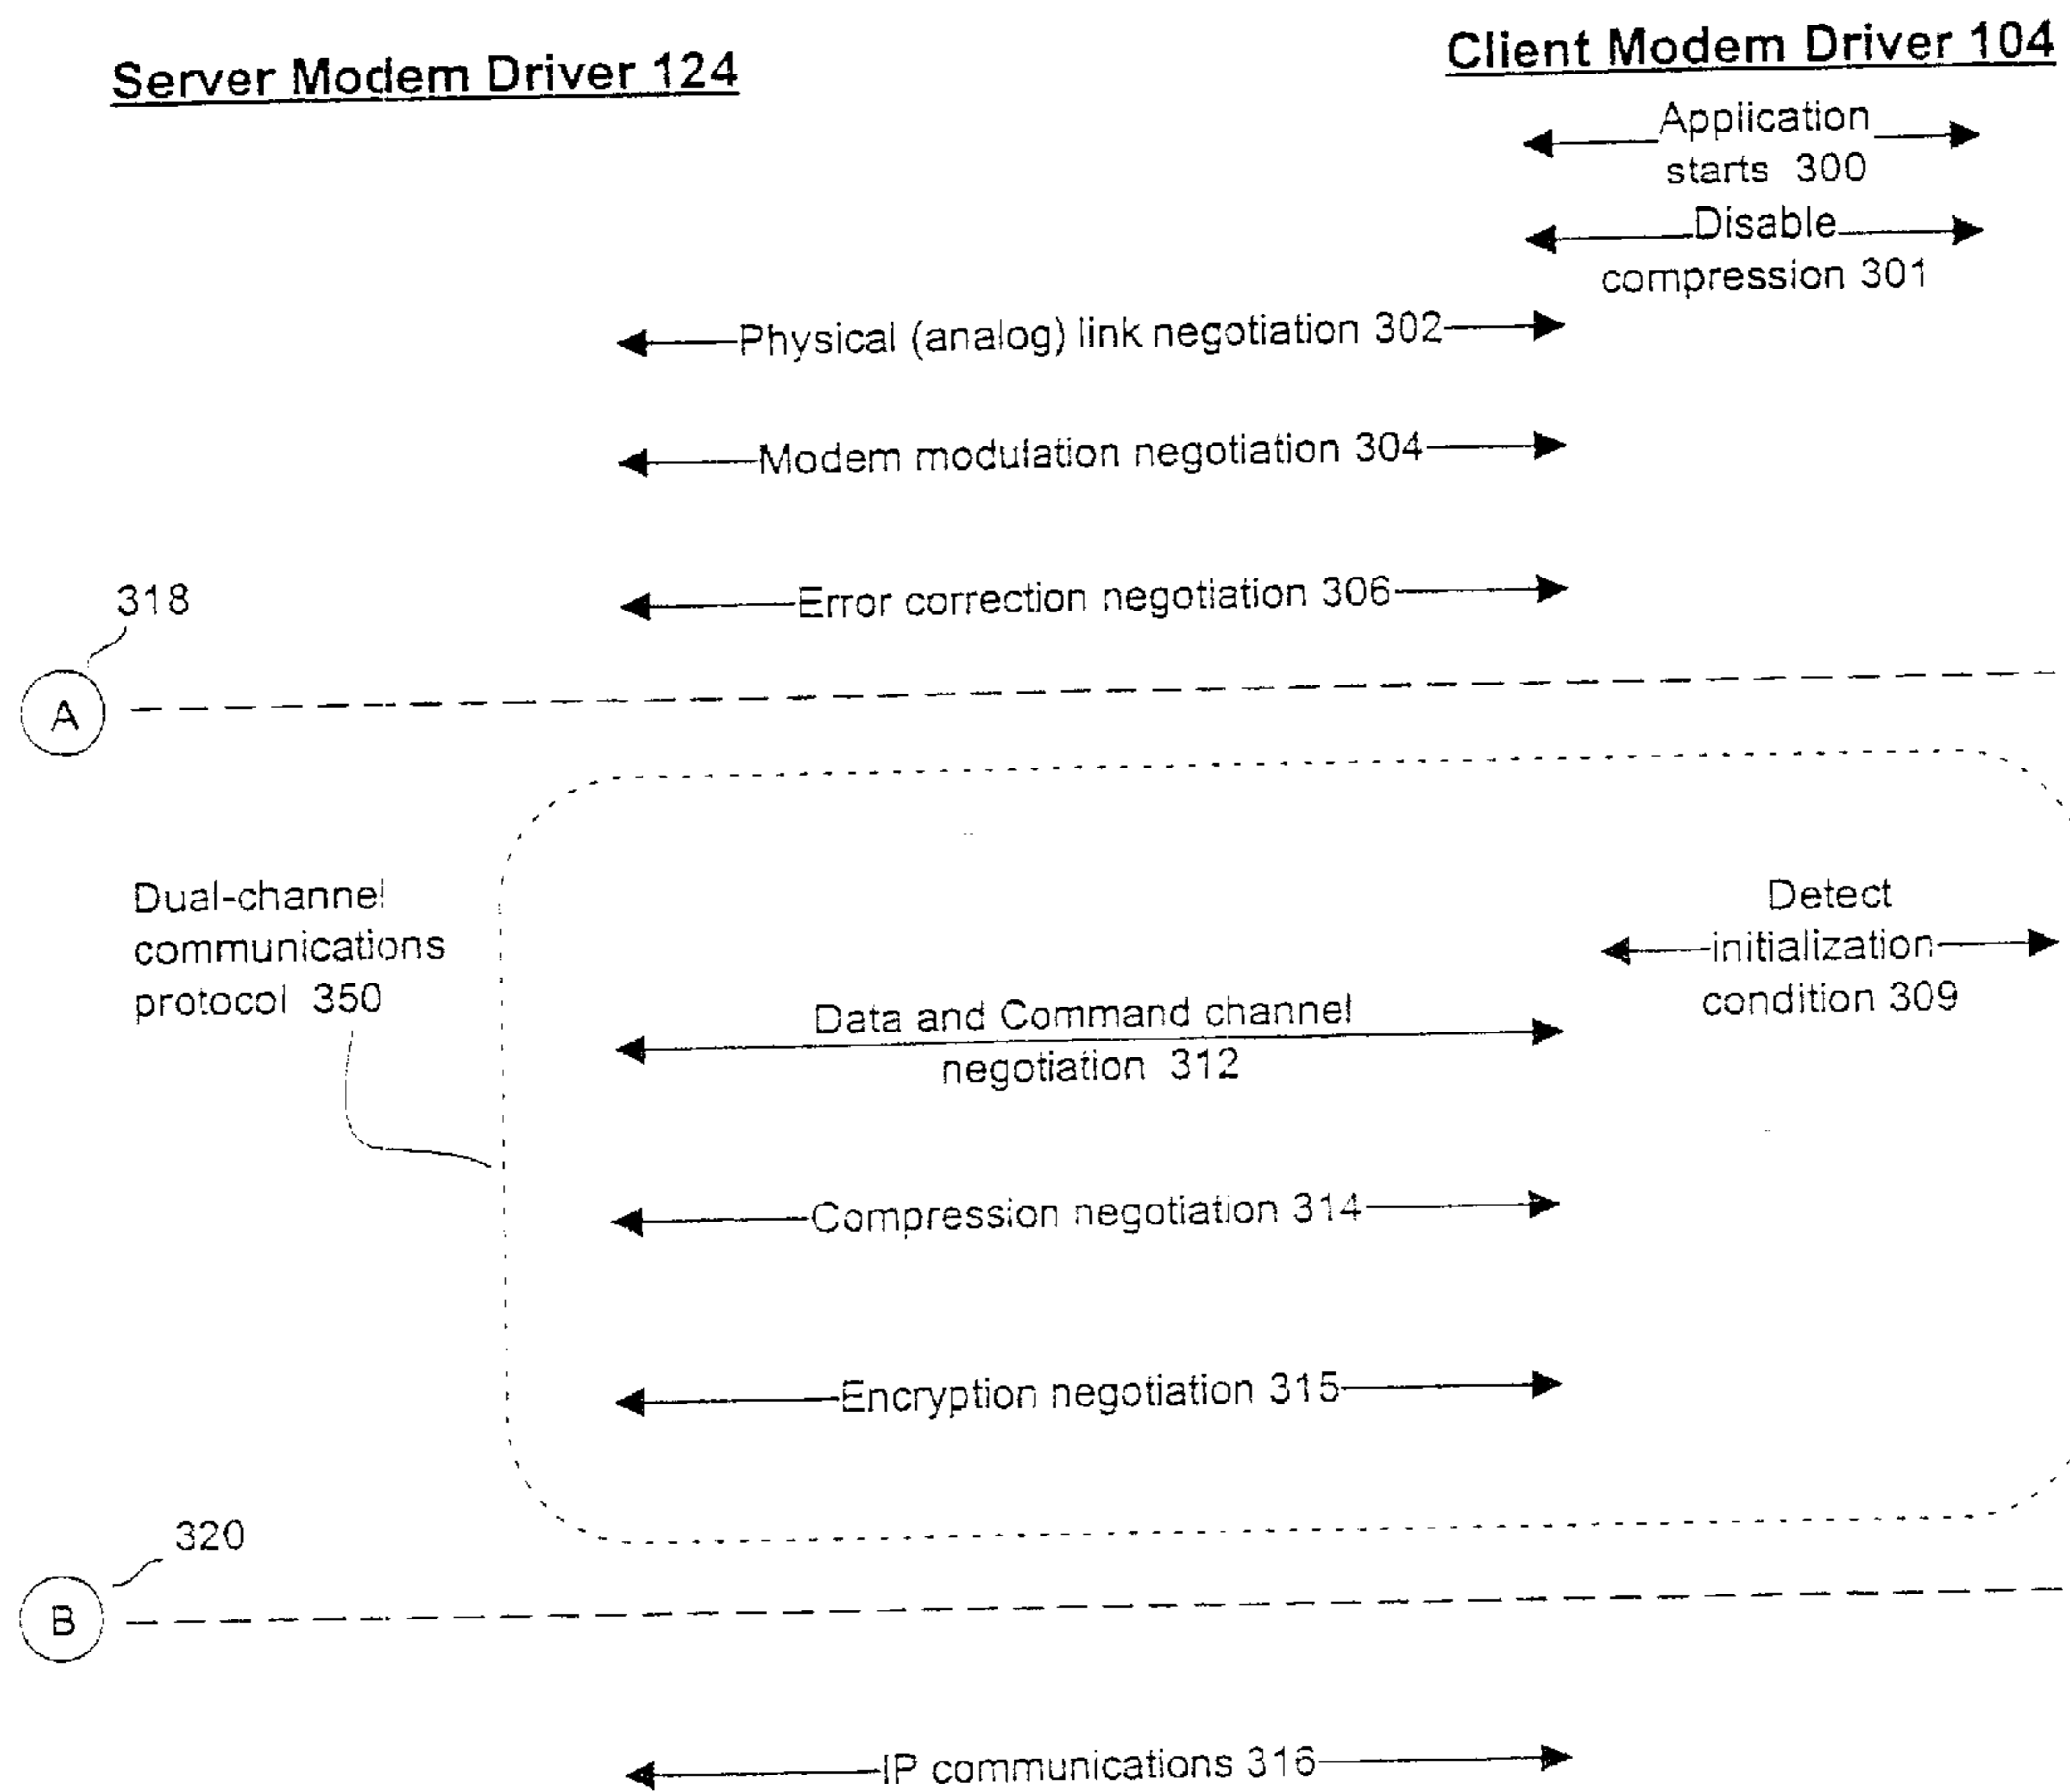 Server Modem Driver 124
Client Modem Driver 104
Application
starts 300
Disable
compression 301
Physical (analog) link negotiation 302
Modem modulation negotiation 304
Error correction negotiation 306
318
A
Dual-channel
communications
protocol 350
Detect
initialization
condition 309
Data and Command channel
negotiation 312
Compression negotiation 314
Encryption negotiation 315
320
B
IP communications 316